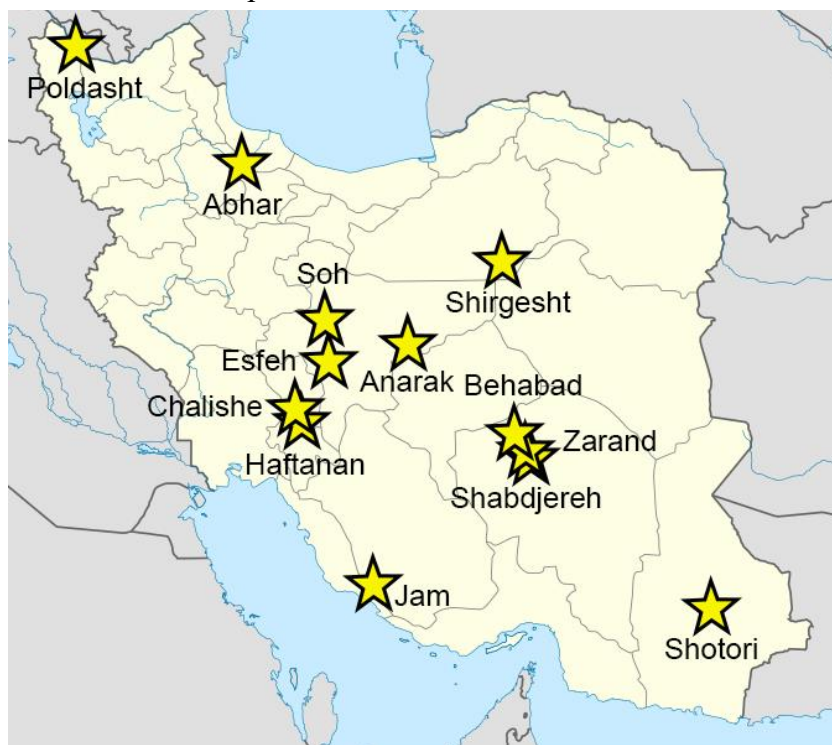 Poldasht
Abhar
Soh
Shirgesht
Esfeh
Anarak
Behabad
Chalishe
Zarand
Haftanan
Shabdjereh
Jam
Shotori